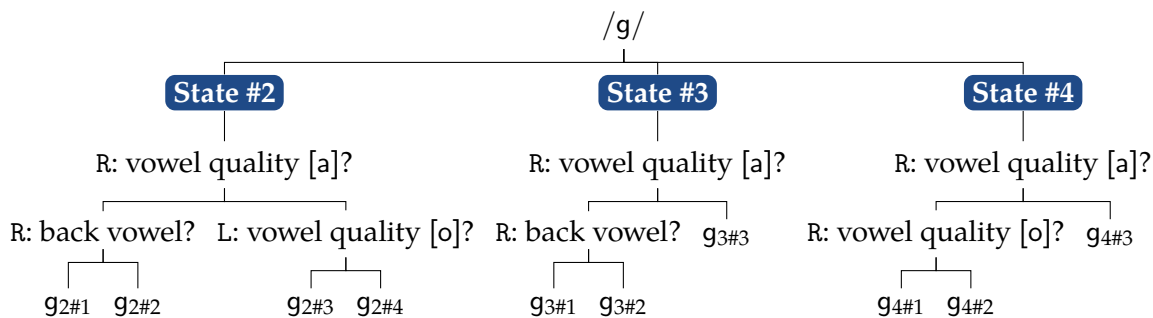 /g/
State #2 State #3 State #4
R: vowel quality [a]? R: vowel quality [a]? R: vowel quality [a]?
R: back vowel? L: vowel quality [o]? R: back vowel? g3#3 R: vowel quality [o]? g4#3
g2#1 g2#2 g2#3 g2#4 g3#1 g3#2 g4#1 g4#2